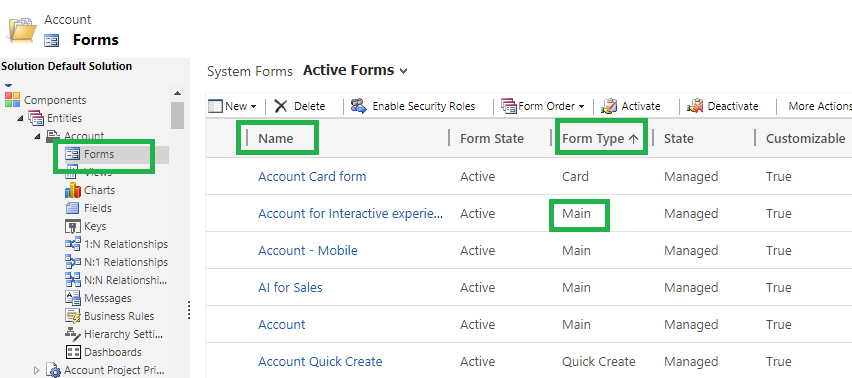 Account
Forms
Solution Default Solution
Components
Entities
Account
Forms
Views
Charts
Fields
Keys
1:N Relationships
N:1 Relationships
N:N Relationshi...
Messages
Business Rules
Hierarchy Setti...
Dashboards
Account Project Pri...
System Forms Active Forms
New Delete Enable Security Roles Form Order Activate Deactivate More Actions
Name Form State Form Type State Customizable
Account Card form Active Card Managed True
Account for Interactive experie... Active Main Managed True
Account - Mobile Active Main Managed True
AI for Sales Active Main Managed True
Account Active Main Managed True
Account Quick Create Active Quick Create Managed True